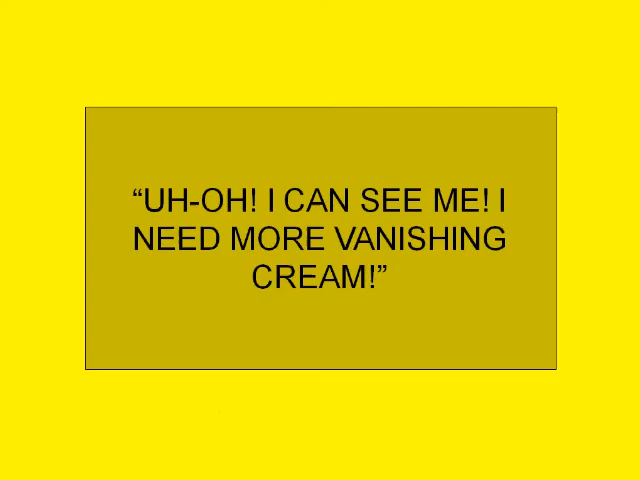 “UH-OH! I CAN SEE ME! I
NEED MORE VANISHING
CREAM!”